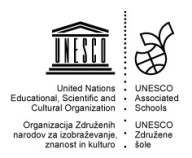 UNESCO
United Nations
Educational, Scientific and
Cultural Organization
UNESCO
Associated
Schools
Organizacija Združenih
narodov za izobraževanje,
znanost in kulturo
UNESCO
Združene
šole